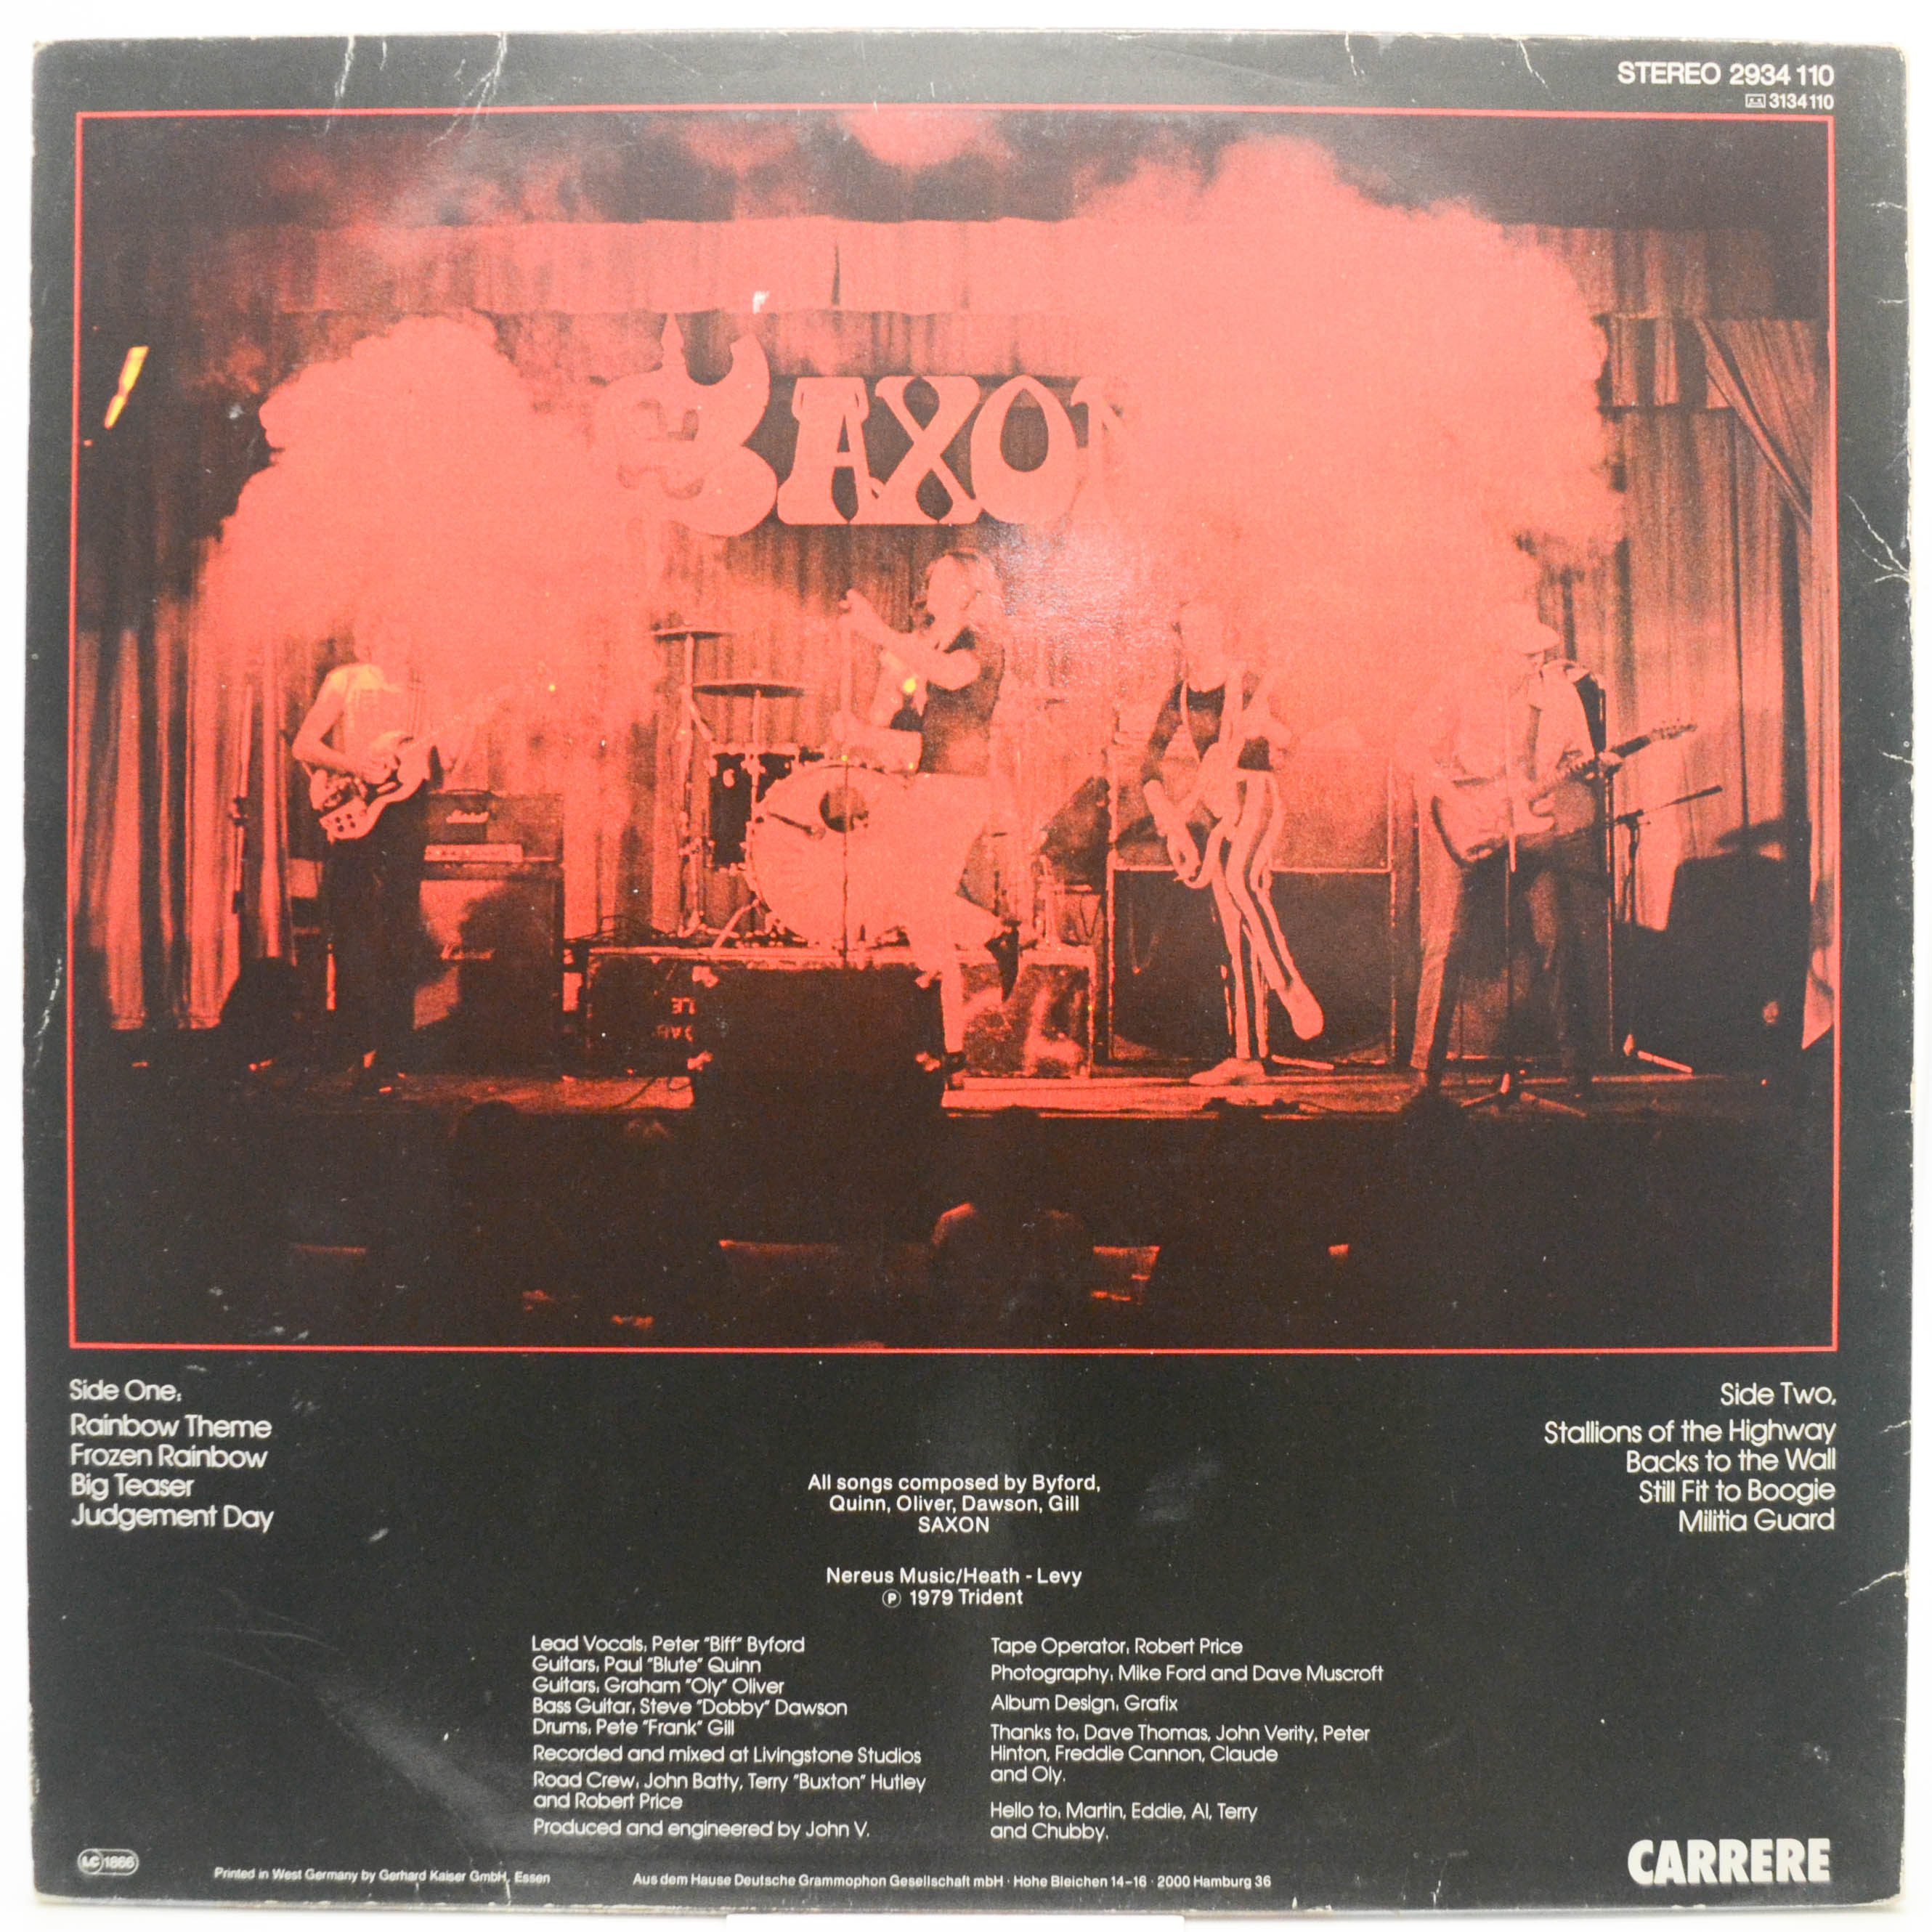 STEREO 2934 110
3134110
SAXON
Side One:
Rainbow Theme
Frozen Rainbow
Big Teaser
Judgement Day
Side Two,
Stallions of the Highway
Backs to the Wall
Still Fit to Boogie
Militia Guard
All songs composed by Byford,
Quinn, Oliver, Dawson, Gill
SAXON
Nereus Music/Heath - Levy
℗ 1979 Trident
Lead Vocals, Peter "Biff" Byford
Guitars, Paul "Blute" Quinn
Guitars, Graham "Oly" Oliver
Bass Guitar, Steve "Dobby" Dawson
Drums, Pete "Frank" Gill
Recorded and mixed at Livingstone Studios
Road Crew, John Batty, Terry "Buxton" Hutley
and Robert Price
Produced and engineered by John V.
Tape Operator, Robert Price
Photography, Mike Ford and Dave Muscroft
Album Design, Grafix
Thanks to, Dave Thomas, John Verity, Peter
Hinton, Freddie Cannon, Claude
and Oly.
Hello to, Martin, Eddie, Al, Terry
and Chubby.
CARRERE
LC 1866
Printed in West Germany by Gerhard Kaiser GmbH, Essen
Aus dem Hause Deutsche Grammophon Gesellschaft mbH · Hohe Bleichen 14-16 · 2000 Hamburg 36